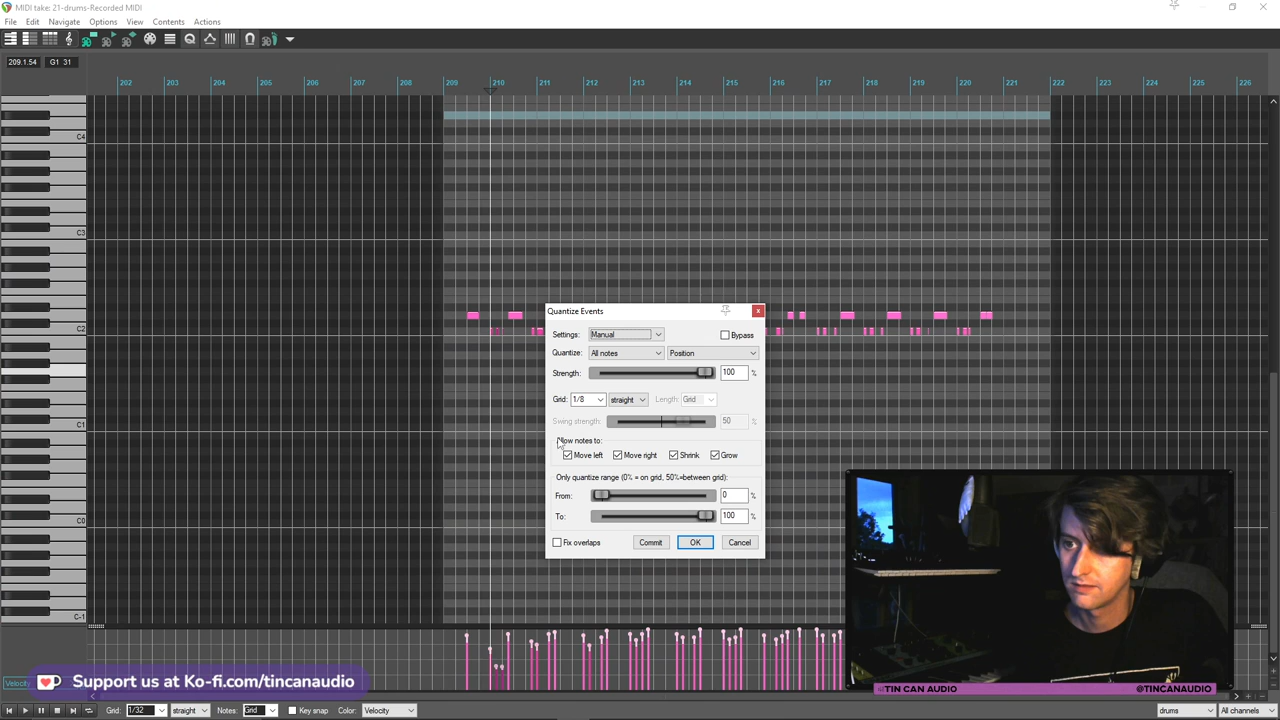 MIDI take: 21-drums-Recorded MIDI
File Edit Navigate Options View Contents Actions
209.1.54 G1 31
202 203 204 205 206 207 208 209 210 211 212 213 214 215 216 217 218 219 220 221 222 223 224 225 226
C4
C3
C2
C1
C0
C-1
Quantize Events
Settings: Manual Bypass
Quantize: All notes Position
Strength: 100 %
Grid: 1/8 straight Length: Grid
Swing strength: 50 %
Allow notes to:
Move left Move right Shrink Grow
Only quantize range (0% = on grid, 50%=between grid):
From: 0 %
To: 100 %
Fix overlaps Commit OK Cancel
Velocity
Support us at Ko-fi.com/tincanaudio
TIN CAN AUDIO @TINCANAUDIO
Grid: 1/32 straight Notes: Grid Key snap Color: Velocity drums All channels